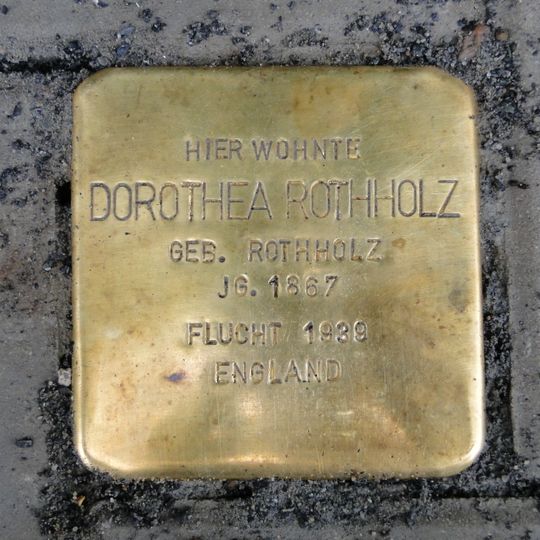 HIER WOHNTE
DOROTHEA ROTHHOLZ
GEB. ROTHHOLZ
JG. 1867
FLUCHT 1939
ENGLAND